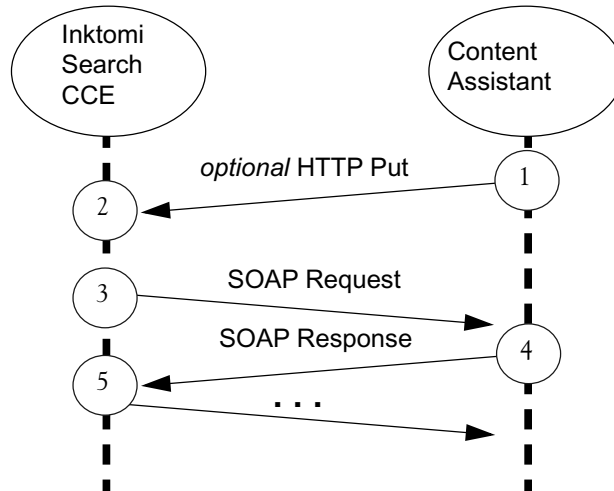 Inktomi
Search
CCE
Content
Assistant
optional HTTP Put
1
2
3
SOAP Request
SOAP Response
4
5
. . .